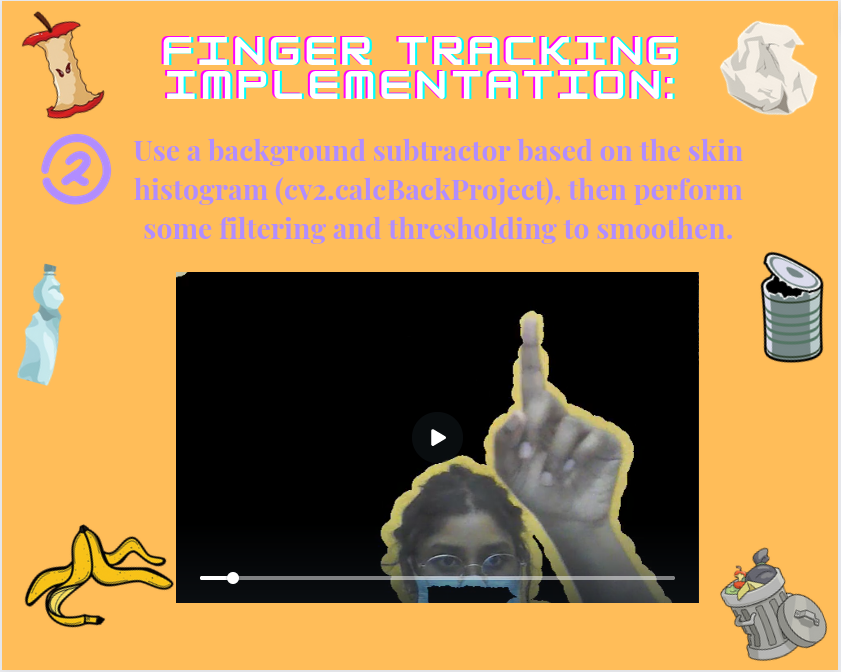 FINGER TRACKING
IMPLEMENTATION:
2
Use a background subtractor based on the skin
histogram (cv2.calcBackProject), then perform
some filtering and thresholding to smoothen.